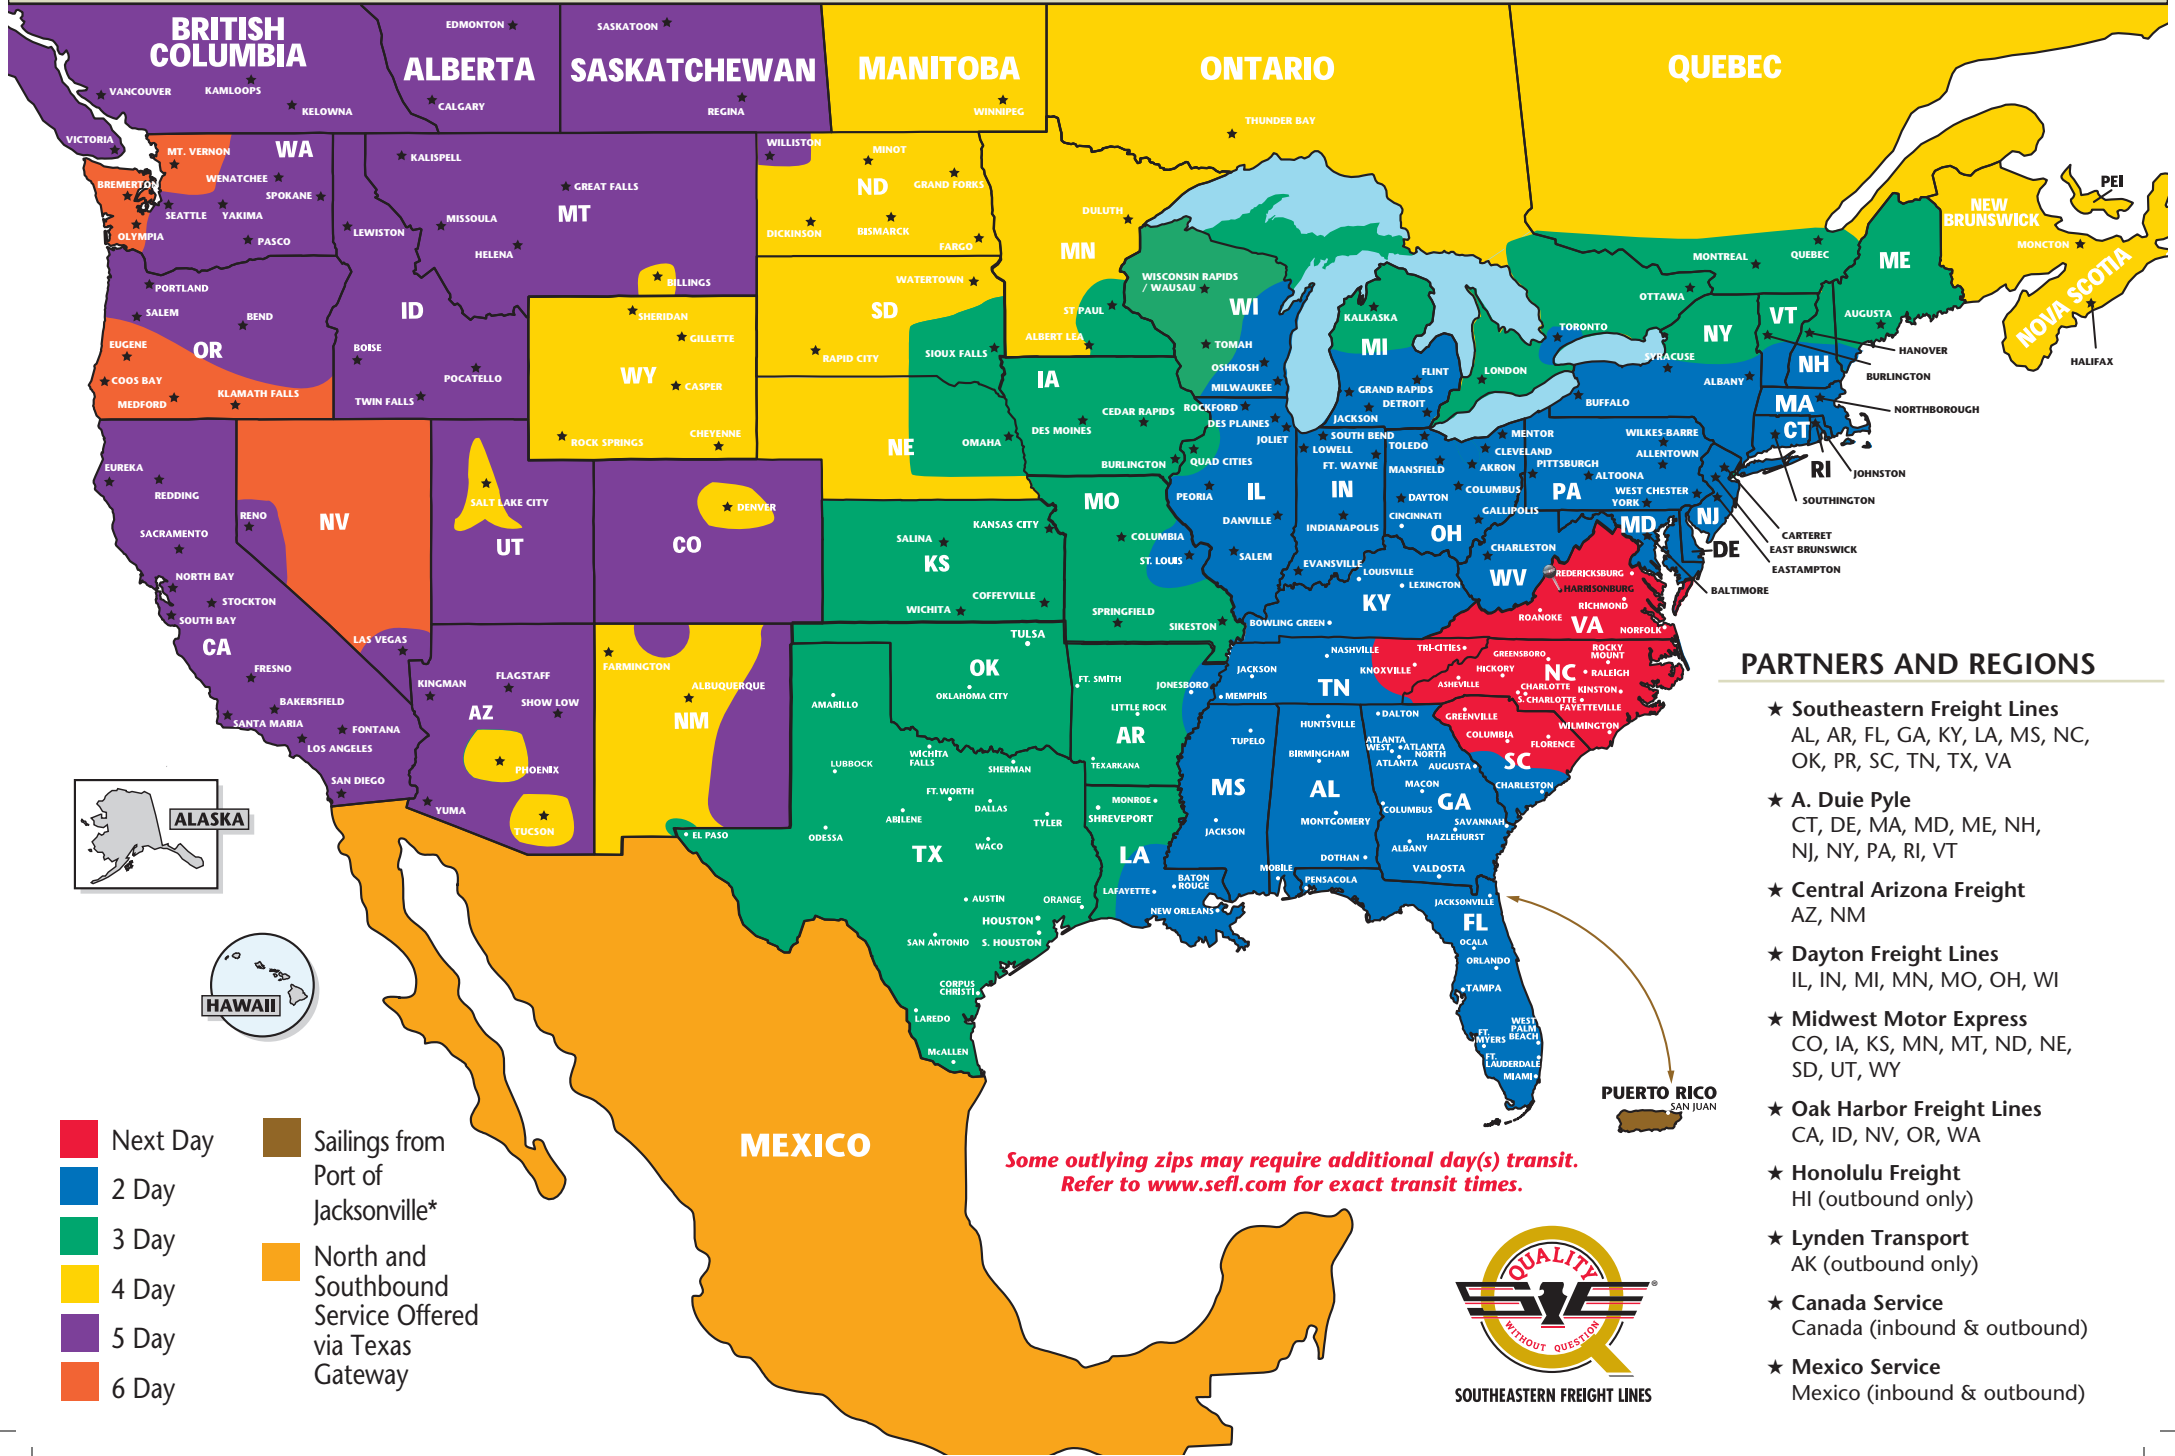 BRITISH
COLUMBIA
VANCOUVER
KAMLOOPS
KELOWNA
VICTORIA
EDMONTON
ALBERTA
CALGARY
SASKATOON
SASKATCHEWAN
REGINA
MANITOBA
WINNIPEG
ONTARIO
THUNDER BAY
QUEBEC
MT. VERNON
WA
WENATCHEE
BREMERTON
SPOKANE
SEATTLE
YAKIMA
OLYMPIA
PASCO
KALISPELL
GREAT FALLS
MT
MISSOULA
LEWISTON
HELENA
BILLINGS
WILLISTON
MINOT
ND
GRAND FORKS
DICKINSON
BISMARCK
FARGO
DULUTH
MN
ST PAUL
ALBERT LEA
WISCONSIN RAPIDS
/ WAUSAU
WI
TOMAH
OSHKOSH
MILWAUKEE
KALKASKA
MI
FLINT
GRAND RAPIDS
DETROIT
JACKSON
LONDON
TORONTO
OTTAWA
MONTREAL
QUEBEC
NEW
BRUNSWICK
MONCTON
PEI
NOVA SCOTIA
HALIFAX
ME
AUGUSTA
VT
NY
SYRACUSE
ALBANY
BUFFALO
NH
HANOVER
BURLINGTON
MA
NORTHBOROUGH
CT
RI
JOHNSTON
SOUTHINGTON
CARTERET
EAST BRUNSWICK
EASTAMPTON
BALTIMORE
PORTLAND
SALEM
BEND
EUGENE
OR
COOS BAY
MEDFORD
KLAMATH FALLS
ID
BOISE
POCATELLO
TWIN FALLS
SHERIDAN
GILLETTE
WY
CASPER
ROCK SPRINGS
CHEYENNE
WATERTOWN
SD
RAPID CITY
SIOUX FALLS
NE
OMAHA
IA
CEDAR RAPIDS
DES MOINES
BURLINGTON
QUAD CITIES
ROCKFORD
DES PLAINES
JOLIET
PEORIA
IL
DANVILLE
SALEM
SOUTH BEND
LOWELL
FT. WAYNE
IN
INDIANAPOLIS
EVANSVILLE
TOLEDO
MENTOR
CLEVELAND
MANSFIELD
AKRON
DAYTON
COLUMBUS
CINCINNATI
GALLIPOLIS
OH
WILKES-BARRE
ALLENTOWN
PITTSBURGH
ALTOONA
PA
WEST CHESTER
YORK
NJ
MD
DE
CHARLESTON
WV
EUREKA
REDDING
SACRAMENTO
NORTH BAY
STOCKTON
SOUTH BAY
CA
FRESNO
BAKERSFIELD
SANTA MARIA
FONTANA
LOS ANGELES
SAN DIEGO
RENO
NV
LAS VEGAS
SALT LAKE CITY
UT
DENVER
CO
KINGMAN
FLAGSTAFF
SHOW LOW
AZ
PHOENIX
YUMA
TUCSON
FARMINGTON
ALBUQUERQUE
NM
KANSAS CITY
SALINA
KS
COFFEYVILLE
WICHITA
MO
COLUMBIA
ST. LOUIS
SPRINGFIELD
SIKESTON
TULSA
OK
OKLAHOMA CITY
FT. SMITH
JONESBORO
LITTLE ROCK
AR
TEXARKANA
LOUISVILLE
LEXINGTON
KY
BOWLING GREEN
NASHVILLE
KNOXVILLE
TRI-CITIES
JACKSON
TN
MEMPHIS
REDERICKSBURG
HARRISONBURG
RICHMOND
ROANOKE
VA
NORFOLK
GREENSBORO
ROCKY
MOUNT
HICKORY
NC
RALEIGH
ASHEVILLE
CHARLOTTE
KINSTON
S. CHARLOTTE
FAYETTEVILLE
WILMINGTON
GREENVILLE
COLUMBIA
FLORENCE
SC
CHARLESTON
AMARILLO
LUBBOCK
WICHITA
FALLS
SHERMAN
FT. WORTH
DALLAS
ABILENE
TYLER
ODESSA
EL PASO
WACO
TX
AUSTIN
ORANGE
HOUSTON
SAN ANTONIO
S. HOUSTON
CORPUS
CHRISTI
LAREDO
McALLEN
MONROE
SHREVEPORT
LA
LAFAYETTE
BATON
ROUGE
NEW ORLEANS
TUPELO
MS
JACKSON
HUNTSVILLE
BIRMINGHAM
AL
MONTGOMERY
DOTHAN
MOBILE
PENSACOLA
DALTON
ATLANTA
WEST
ATLANTA
NORTH
ATLANTA
AUGUSTA
MACON
COLUMBUS
GA
SAVANNAH
HAZLEHURST
ALBANY
VALDOSTA
JACKSONVILLE
FL
OCALA
ORLANDO
TAMPA
WEST
PALM
BEACH
FT.
MYERS
FT.
LAUDERDALE
MIAMI
ALASKA
HAWAII
MEXICO
PUERTO RICO
SAN JUAN
Next Day
2 Day
3 Day
4 Day
5 Day
6 Day
Sailings from
Port of
Jacksonville*
North and
Southbound
Service Offered
via Texas
Gateway
Some outlying zips may require additional day(s) transit.
Refer to www.sefl.com for exact transit times.
QUALITY
WITHOUT QUESTION
®
SOUTHEASTERN FREIGHT LINES
PARTNERS AND REGIONS
★ Southeastern Freight Lines
AL, AR, FL, GA, KY, LA, MS, NC,
OK, PR, SC, TN, TX, VA
★ A. Duie Pyle
CT, DE, MA, MD, ME, NH,
NJ, NY, PA, RI, VT
★ Central Arizona Freight
AZ, NM
★ Dayton Freight Lines
IL, IN, MI, MN, MO, OH, WI
★ Midwest Motor Express
CO, IA, KS, MN, MT, ND, NE,
SD, UT, WY
★ Oak Harbor Freight Lines
CA, ID, NV, OR, WA
★ Honolulu Freight
HI (outbound only)
★ Lynden Transport
AK (outbound only)
★ Canada Service
Canada (inbound & outbound)
★ Mexico Service
Mexico (inbound & outbound)